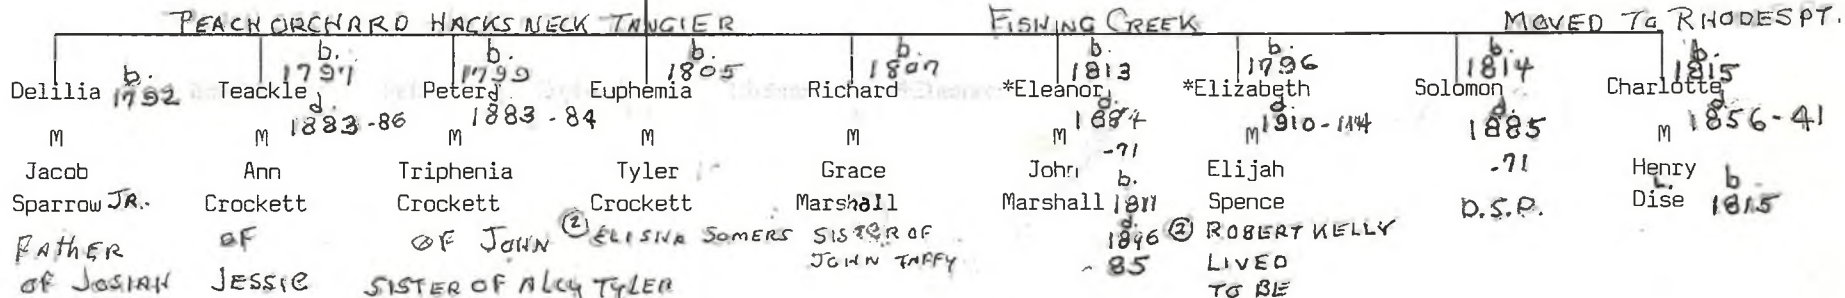 PEACH ORCHARD HACKS NECK TANGIER FISHING CREEK MOVED TO RHODES PT.
Delilia b. 1792
M
Jacob
Sparrow JR.
FATHER
OF JOSIAH
b. 1797
Teackle d. 1883-86
M
Ann
Crockett
OF
JESSIE
b. 1799
Peter d. 1883-84
M
Triphenia
Crockett
OF JOHN
SISTER OF ALCY TYLER
b. 1805
Euphemia
M
Tyler
Crockett
② ELISHA SOMERS
b. 1807
Richard
M
Grace
Marshall
SISTER OF
JOHN TAFFY
b. 1813
*Eleanor d. 1884
-71
M
John
Marshall b. 1811
d. 1896
-85
b. 1796
*Elizabeth d. 1910-114
M
Elijah
Spence
② ROBERT KELLY
LIVED
TO BE
b. 1814
Solomon
d. 1885
-71
D.S.P.
b. 1815
Charlotte d. 1856-41
M
Henry
L. Dise b. 1815